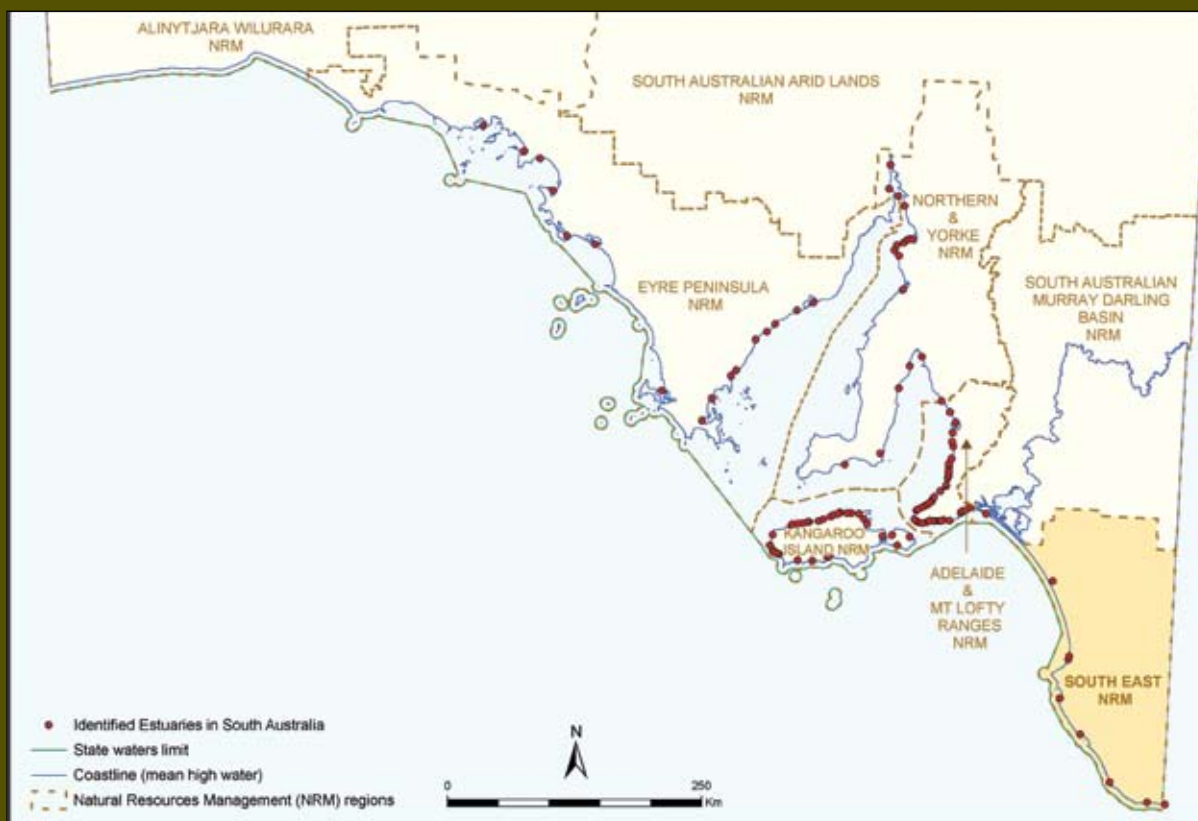 ALINYTJARA WILURARA
NRM
SOUTH AUSTRALIAN ARID LANDS
NRM
NORTHERN
&
YORKE
NRM
EYRE PENINSULA
NRM
SOUTH AUSTRALIAN
MURRAY DARLING
BASIN
NRM
KANGAROO
ISLAND NRM
ADELAIDE
&
MT LOFTY
RANGES
NRM
SOUTH EAST
NRM
Identified Estuaries in South Australia
State waters limit
Coastline (mean high water)
Natural Resources Management (NRM) regions
N
0 250
Km